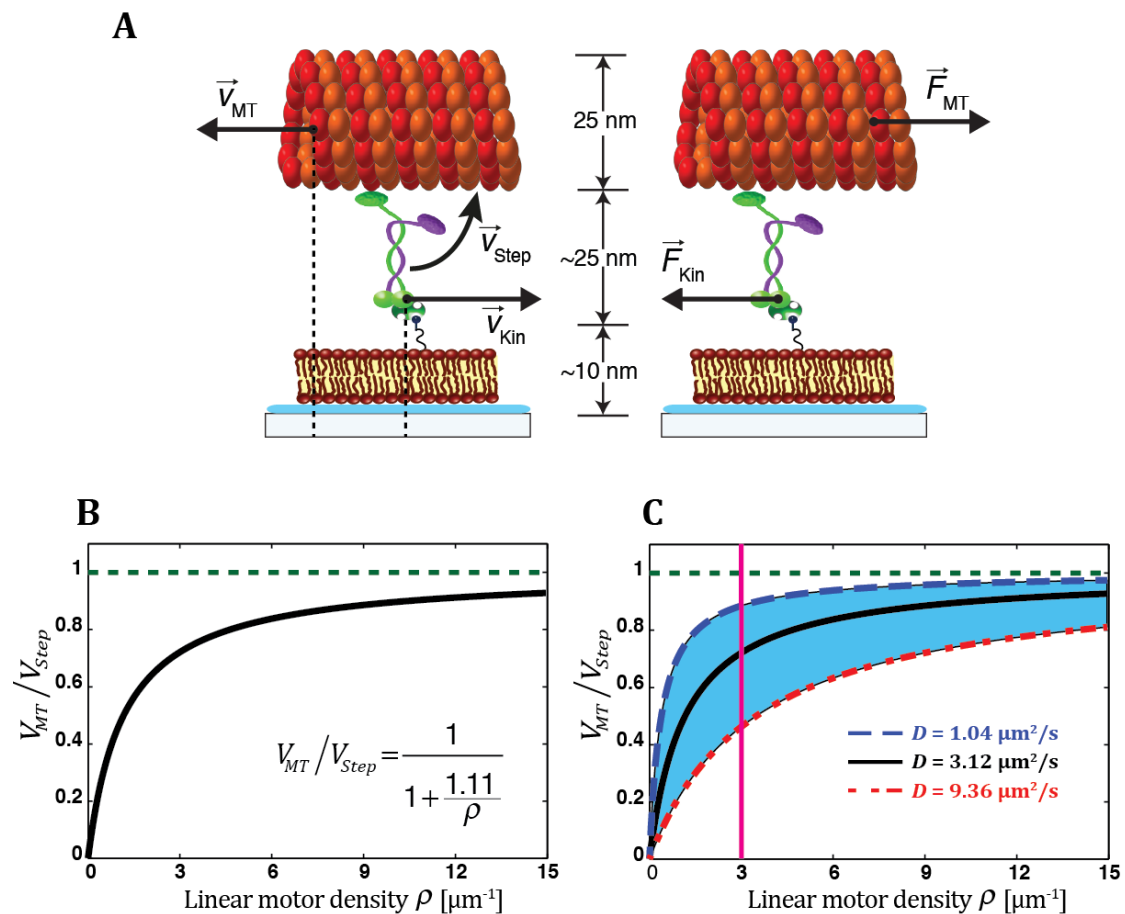 A
v⃗MT
F⃗MT
25 nm
v⃗Step
~25 nm
F⃗Kin
v⃗Kin
~10 nm
B
1
0.8
0.6
0.4
0.2
0
0 3 6 9 12 15
VMT/VStep
VMT/VStep = 1 / (1 + 1.11/ρ)
Linear motor density ρ [μm⁻¹]
C
1
0.8
0.6
0.4
0.2
0
0 3 6 9 12 15
VMT/VStep
D = 1.04 μm²/s
D = 3.12 μm²/s
D = 9.36 μm²/s
Linear motor density ρ [μm⁻¹]